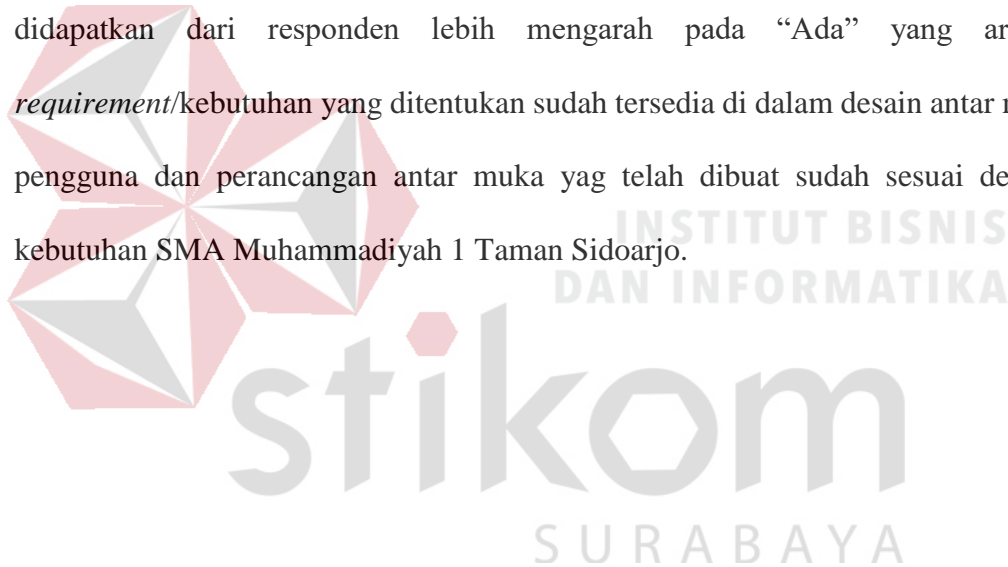 didapatkan dari responden lebih mengarah pada “Ada” yang ar
requirement/kebutuhan yang ditentukan sudah tersedia di dalam desain antar
pengguna dan perancangan antar muka yag telah dibuat sudah sesuai de
kebutuhan SMA Muhammadiyah 1 Taman Sidoarjo.
INSTITUT BISNIS
DAN INFORMATIKA
stikom
SURABAYA